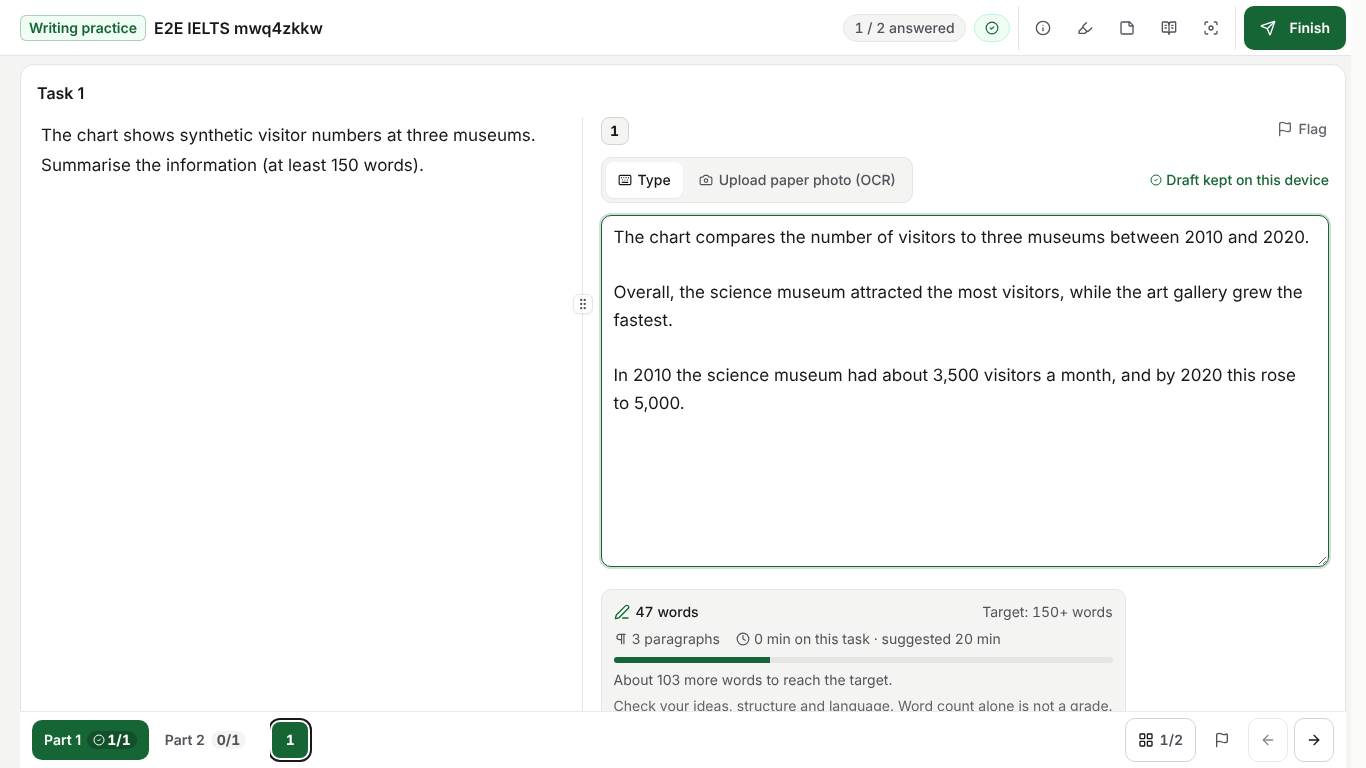 Writing practice
E2E IELTS mwq4zkkw
1 / 2 answered
Finish
Task 1
The chart shows synthetic visitor numbers at three museums.
Summarise the information (at least 150 words).
1
Flag
Type
Upload paper photo (OCR)
Draft kept on this device
The chart compares the number of visitors to three museums between 2010 and 2020.
Overall, the science museum attracted the most visitors, while the art gallery grew the
fastest.
In 2010 the science museum had about 3,500 visitors a month, and by 2020 this rose
to 5,000.
47 words
Target: 150+ words
3 paragraphs
0 min on this task · suggested 20 min
About 103 more words to reach the target.
Check your ideas, structure and language. Word count alone is not a grade.
Part 1 1/1
Part 2 0/1
1
1/2